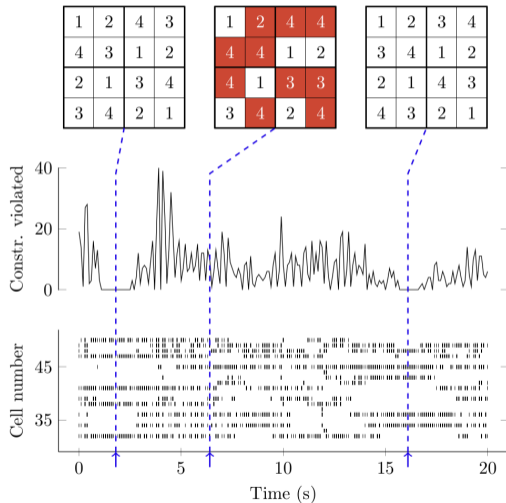 1 2 4 3 1 2 4 4 1 2 4 3
4 3 1 2 4 4 1 2 3 4 1 2
2 1 3 4 4 1 3 3 2 1 4 3
3 4 2 1 3 4 2 4 4 3 2 1
40
20
0
Constr. violated
45
35
Cell number
0 5 10 15 20
Time (s)